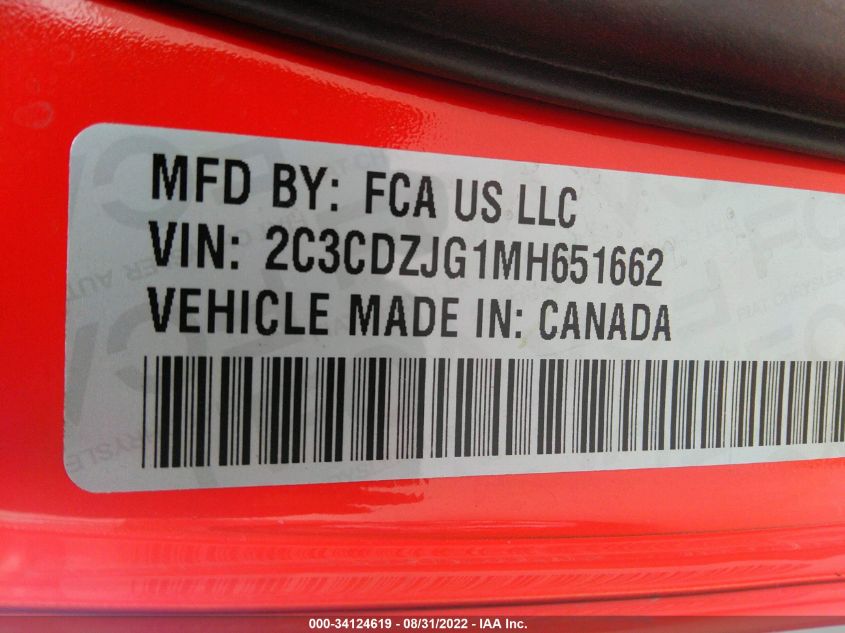 MFD BY: FCA US LLC
VIN: 2C3CDZJG1MH651662
VEHICLE MADE IN: CANADA
000-34124619 - 08/31/2022 - IAA Inc.